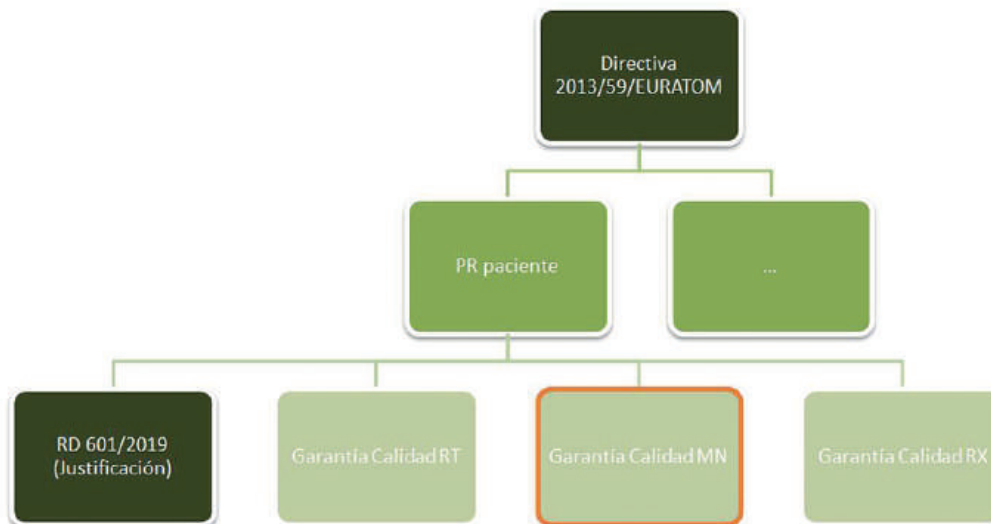 Directiva
2013/59/EURATOM
PR paciente
...
RD 601/2019
(Justificación)
Garantía Calidad RT
Garantía Calidad MN
Garantía Calidad RX